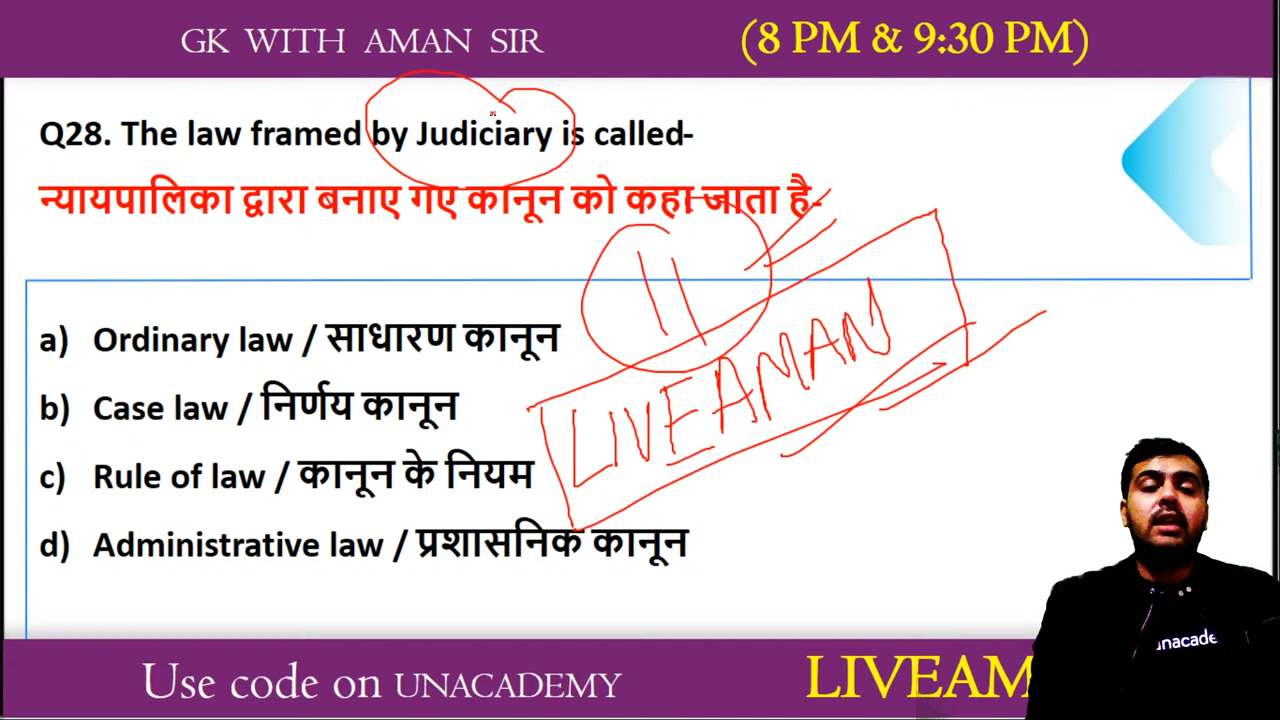 GK WITH AMAN SIR
(8 PM & 9:30 PM)
Q28. The law framed by Judiciary is called-
न्यायपालिका द्वारा बनाए गए कानून को कहा जाता है-
a) Ordinary law / साधारण कानून
b) Case law / निर्णय कानून
c) Rule of law / कानून के नियम
d) Administrative law / प्रशासनिक कानून
11
LIVEAMAN
unacade
Use code on UNACADEMY
LIVEAM